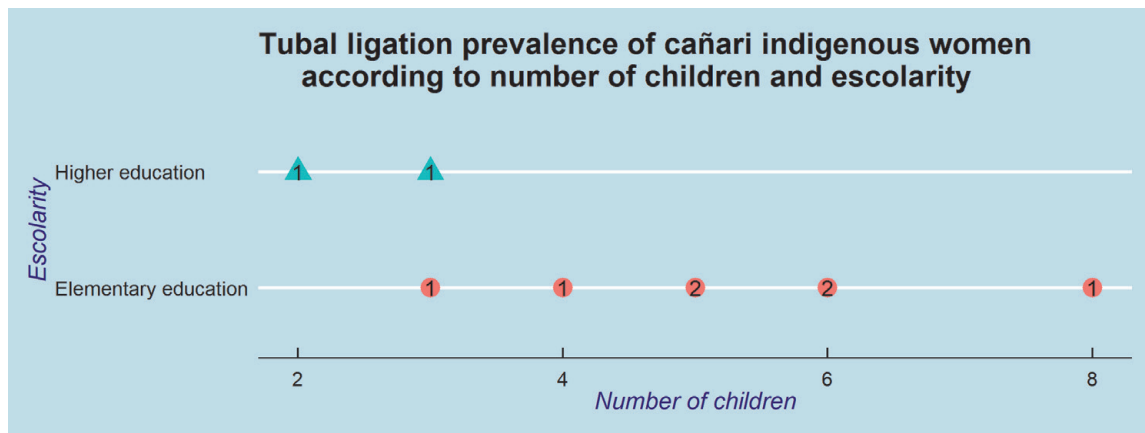 Tubal ligation prevalence of cañari indigenous women
according to number of children and escolarity
Escolarity
Higher education
1 1
Elementary education
1 1 2 2 1
2 4 6 8
Number of children